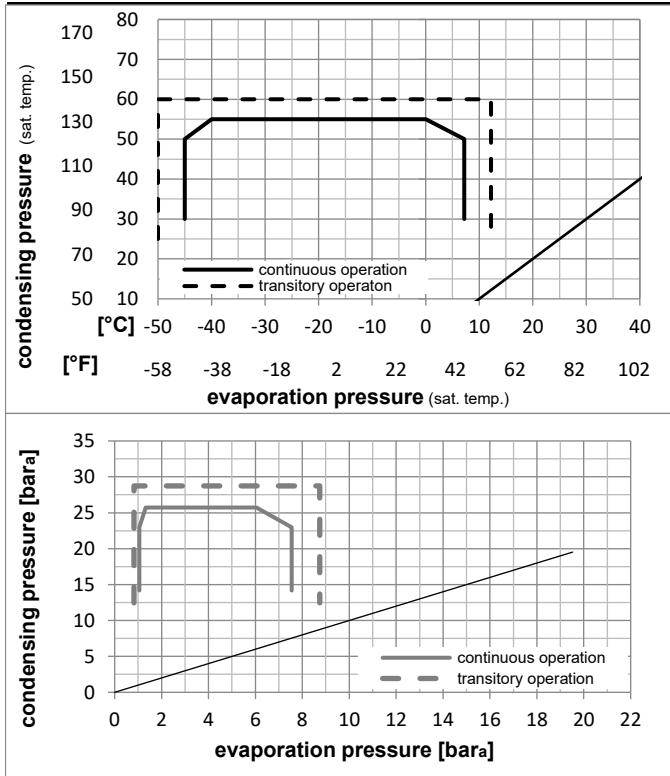 condensing pressure (sat. temp.)
170 80
150 70
60
130 50
110 40
90 30
70 20
50 10
continuous operation
transitory operaton
[°C] -50 -40 -30 -20 -10 0 10 20 30 40
[°F] -58 -38 -18 2 22 42 62 82 102
evaporation pressure (sat. temp.)
condensing pressure [bara]
35
30
25
20
15
10
5
0
continuous operation
transitory operation
0 2 4 6 8 10 12 14 16 18 20 22
evaporation pressure [bara]